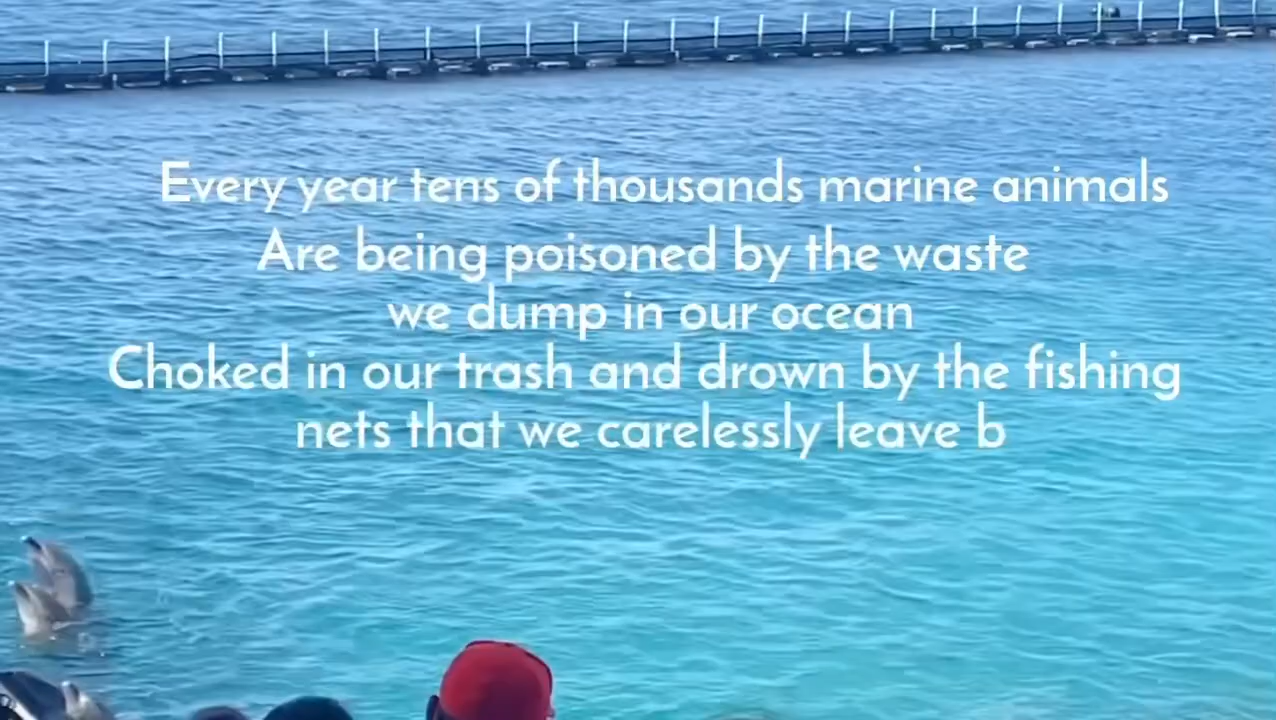 Every year tens of thousands marine animals
Are being poisoned by the waste
we dump in our ocean
Choked in our trash and drown by the fishing
nets that we carelessly leave b